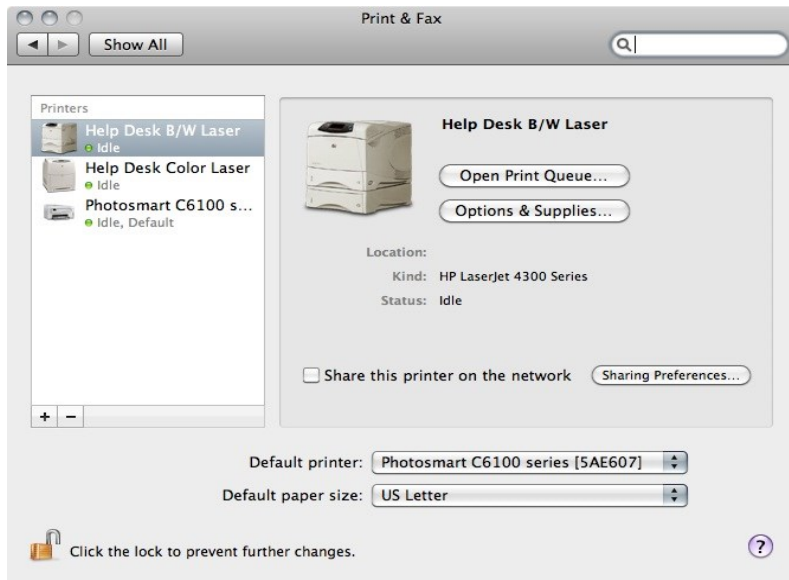 Print & Fax
Show All
Printers
Help Desk B/W Laser
Idle
Help Desk Color Laser
Idle
Photosmart C6100 s...
Idle, Default
+ −
Help Desk B/W Laser
Open Print Queue...
Options & Supplies...
Location:
Kind: HP LaserJet 4300 Series
Status: Idle
Share this printer on the network Sharing Preferences...
Default printer: Photosmart C6100 series [5AE607]
Default paper size: US Letter
Click the lock to prevent further changes.
?